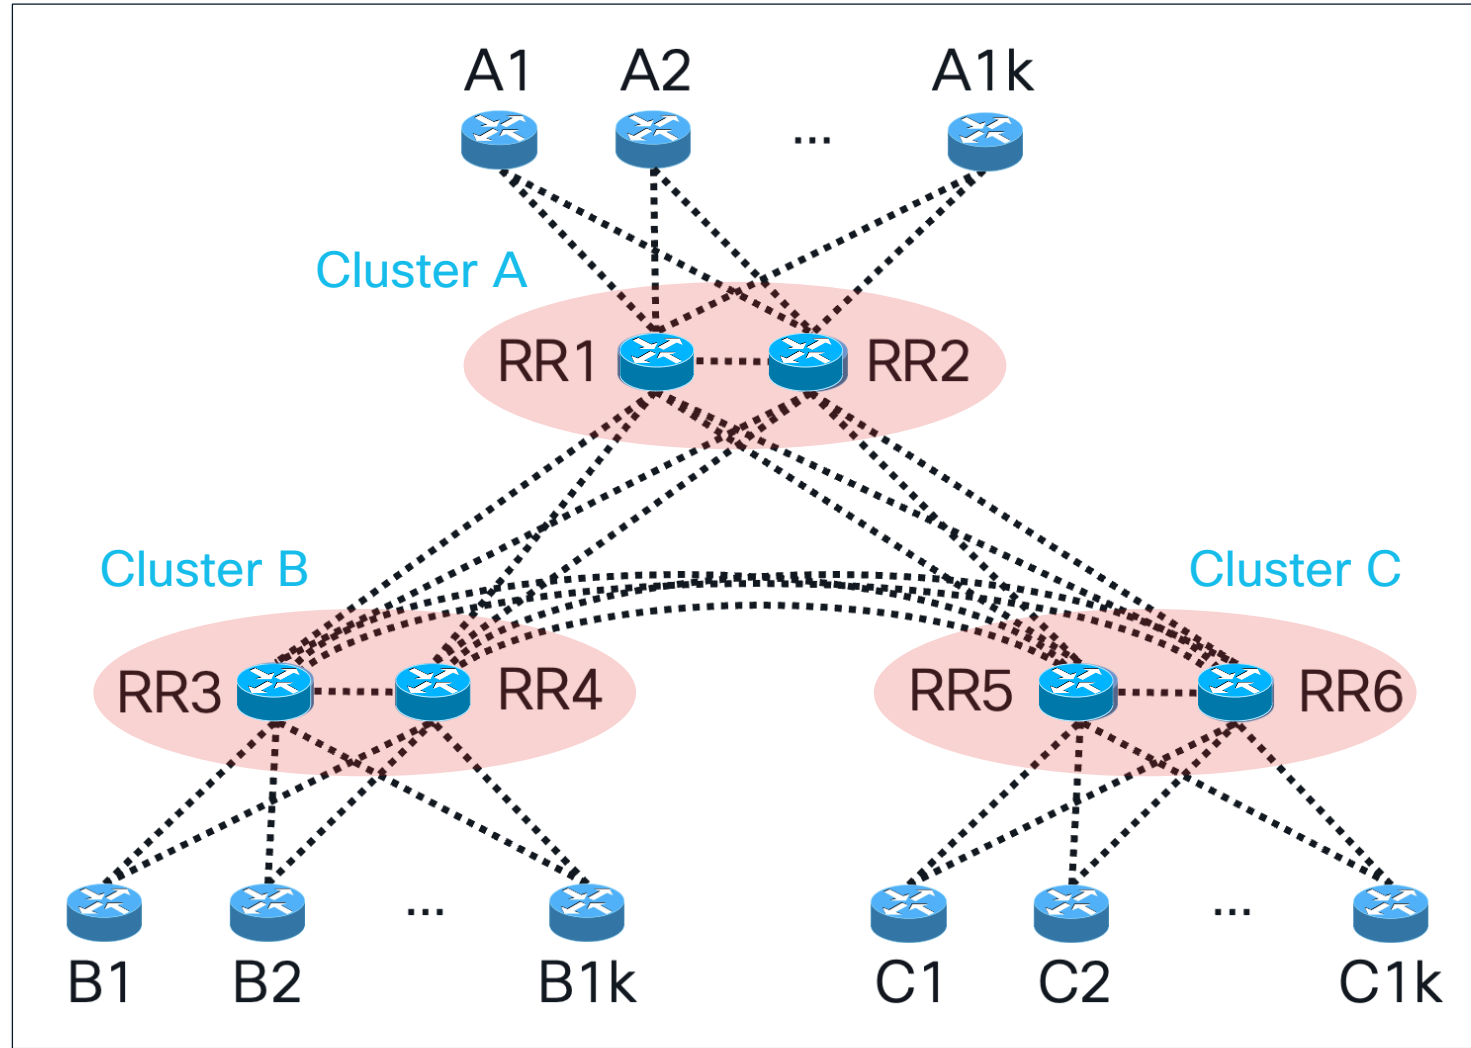 A1 A2 A1k
...
Cluster A
RR1 RR2
Cluster B Cluster C
RR3 RR4 RR5 RR6
... ...
B1 B2 B1k C1 C2 C1k